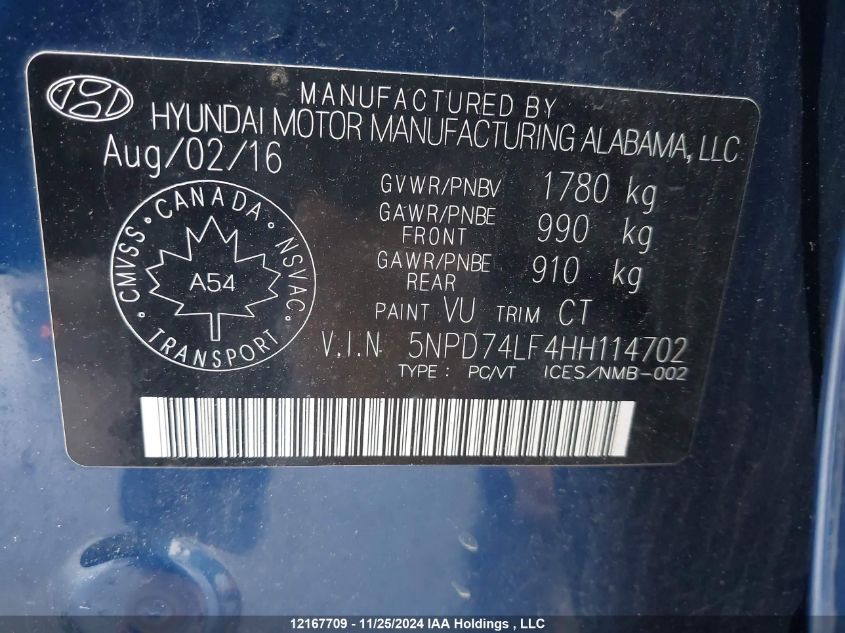 MANUFACTURED BY
HYUNDAI MOTOR MANUFACTURING ALABAMA, LLC
Aug/02/16
GVWR/PNBV 1780 kg
GAWR/PNBE FRONT 990 kg
GAWR/PNBE REAR 910 kg
PAINT VU TRIM CT
CMVSS • CANADA • NSVAC • TRANSPORT •
A54
V.I.N 5NPD74LF4HH114702
TYPE : PC/VT ICES/NMB-002
12167709 - 11/25/2024 IAA Holdings , LLC